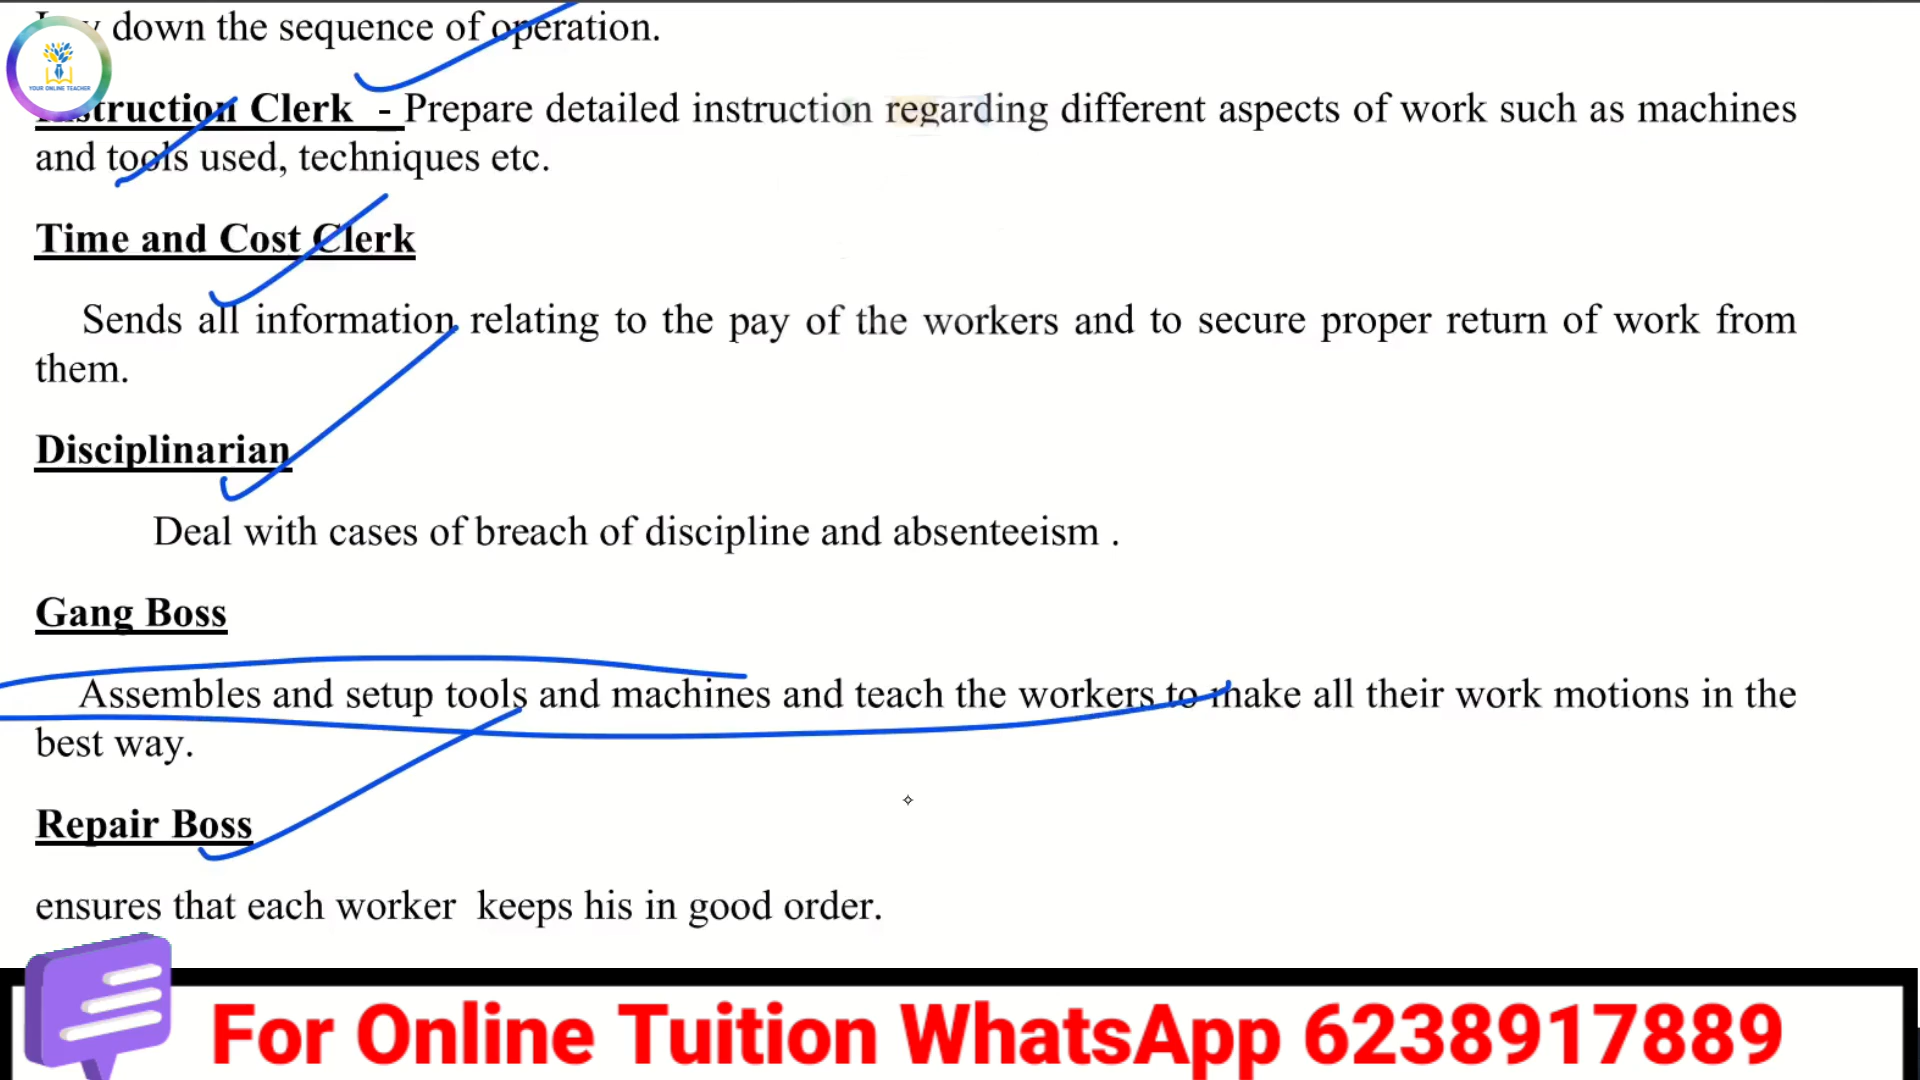 down the sequence of operation.
YOUR ONLINE TEACHER
struction Clerk - Prepare detailed instruction regarding different aspects of work such as machines
and tools used, techniques etc.
Time and Cost Clerk
Sends all information relating to the pay of the workers and to secure proper return of work from
them.
Disciplinarian
Deal with cases of breach of discipline and absenteeism .
Gang Boss
Assembles and setup tools and machines and teach the workers to make all their work motions in the
best way.
Repair Boss
ensures that each worker keeps his in good order.
For Online Tuition WhatsApp 6238917889